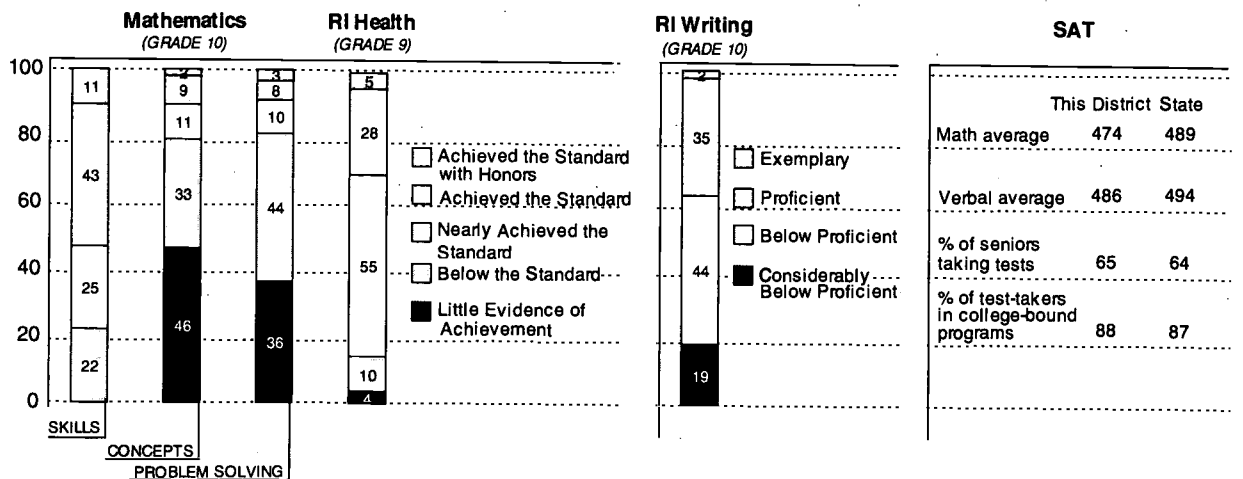 Mathematics
(GRADE 10)
RI Health
(GRADE 9)
100
80
60
40
20
0
11
43
25
22
SKILLS
9
11
33
46
CONCEPTS
3
8
10
44
36
PROBLEM SOLVING
5
28
55
10
4
Achieved the Standard
with Honors
Achieved the Standard
Nearly Achieved the
Standard
Below the Standard
Little Evidence of
Achievement
RI Writing
(GRADE 10)
2
35
44
19
Exemplary
Proficient
Below Proficient
Considerably
Below Proficient
SAT
This District State
Math average 474 489
Verbal average 486 494
% of seniors
taking tests 65 64
% of test-takers
in college-bound
programs 88 87